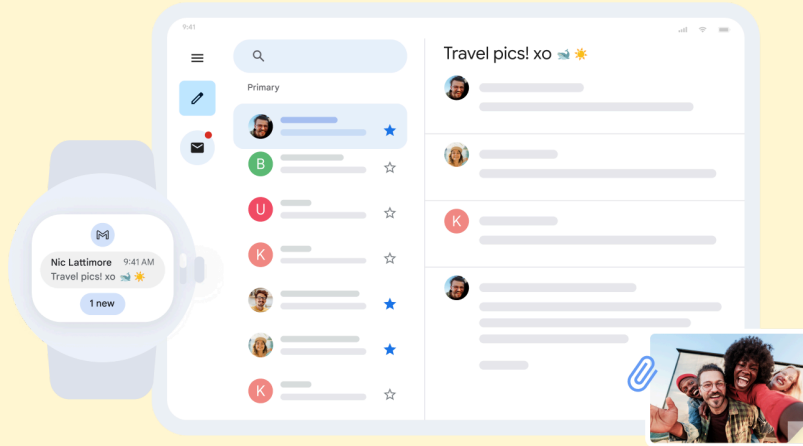 9:41
Primary
Travel pics! xo 🐋 ☀️
B
U
K
K
K
Nic Lattimore 9:41 AM
Travel pics! xo 🐋 ☀️
1 new